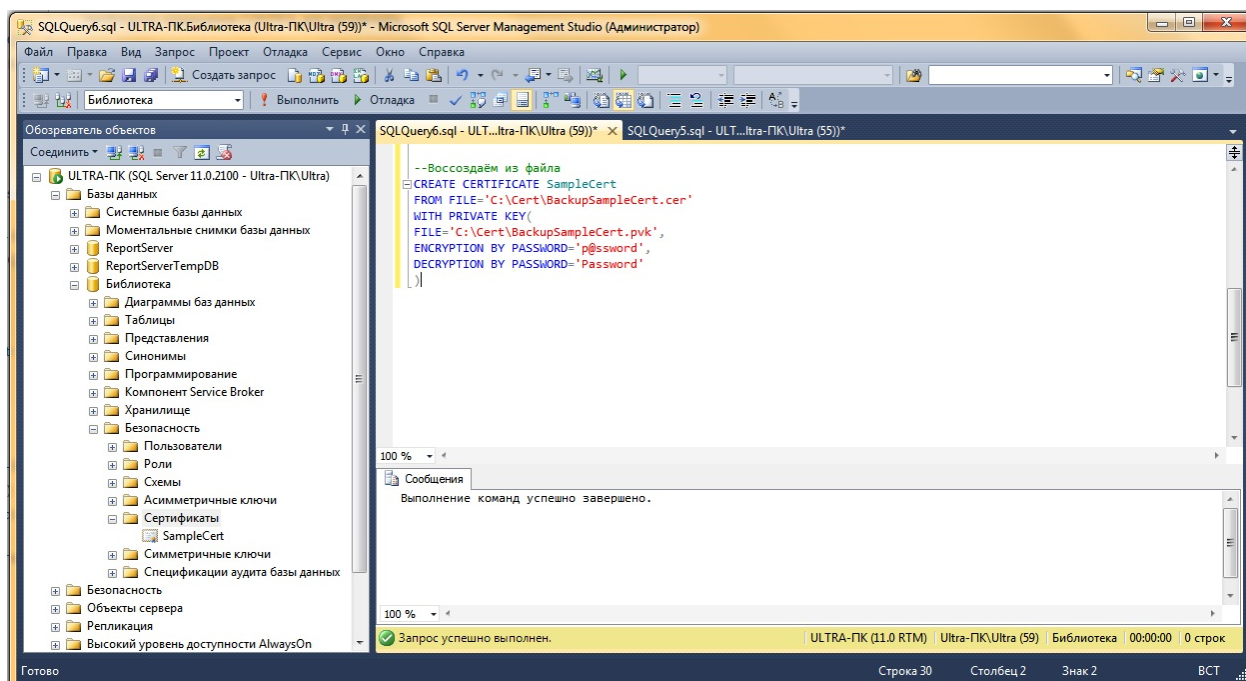 SQLQuery6.sql - ULTRA-ПК.Библиотека (Ultra-ПК\Ultra (59))* - Microsoft SQL Server Management Studio (Администратор)
Файл Правка Вид Запрос Проект Отладка Сервис Окно Справка
Создать запрос
Библиотека Выполнить Отладка
Обозреватель объектов
Соединить
ULTRA-ПК (SQL Server 11.0.2100 - Ultra-ПК\Ultra)
Базы данных
Системные базы данных
Моментальные снимки базы данных
ReportServer
ReportServerTempDB
Библиотека
Диаграммы баз данных
Таблицы
Представления
Синонимы
Программирование
Компонент Service Broker
Хранилище
Безопасность
Пользователи
Роли
Схемы
Асимметричные ключи
Сертификаты
SampleCert
Симметричные ключи
Спецификации аудита базы данных
Безопасность
Объекты сервера
Репликация
Высокий уровень доступности AlwaysOn
SQLQuery6.sql - ULT...ltra-ПК\Ultra (59))* SQLQuery5.sql - ULT...ltra-ПК\Ultra (55))*
--Воссоздаём из файла
CREATE CERTIFICATE SampleCert
FROM FILE='C:\Cert\BackupSampleCert.cer'
WITH PRIVATE KEY(
FILE='C:\Cert\BackupSampleCert.pvk',
ENCRYPTION BY PASSWORD='p@ssword',
DECRYPTION BY PASSWORD='Password'
)
100 %
Сообщения
Выполнение команд успешно завершено.
100 %
Запрос успешно выполнен. ULTRA-ПК (11.0 RTM) Ultra-ПК\Ultra (59) Библиотека 00:00:00 0 строк
Готово Строка 30 Столбец 2 Знак 2 ВСТ